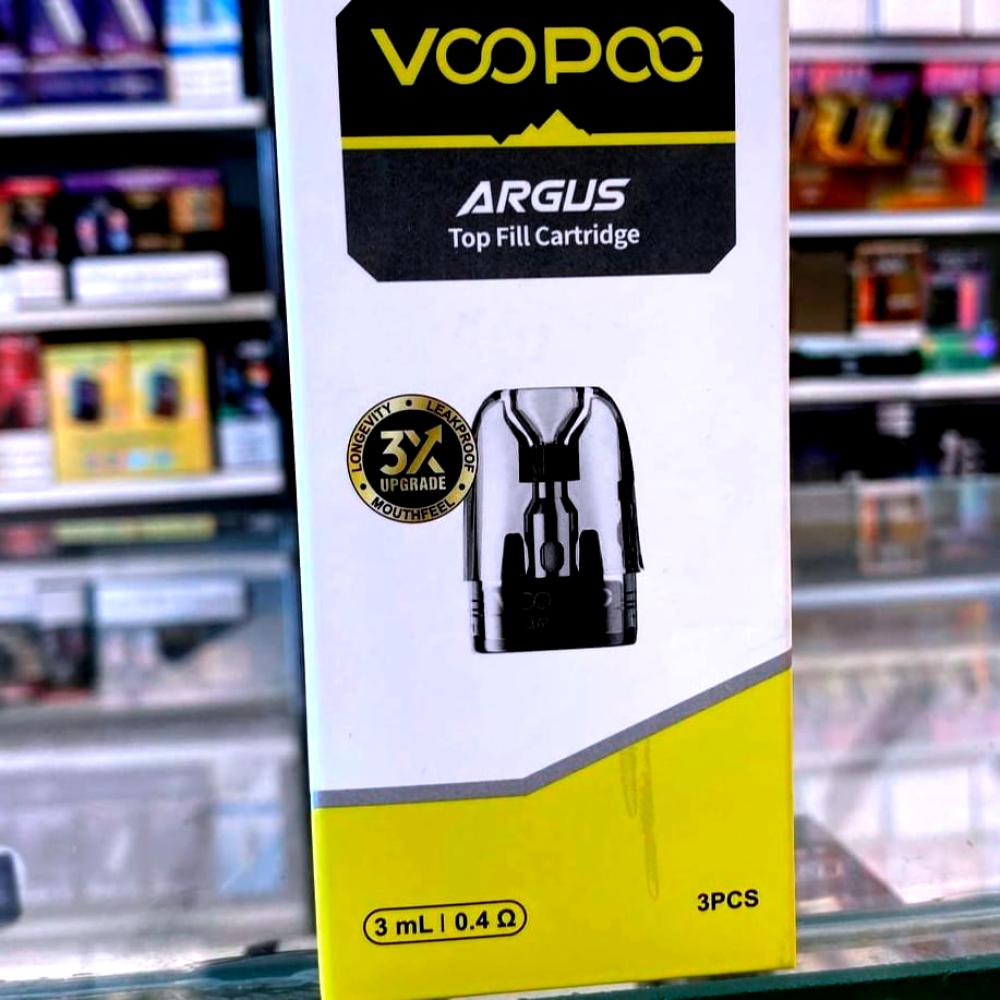 VOOPOO
ARGUS
Top Fill Cartridge
LONGEVITY • LEAKPROOF • MOUTHFEEL •
3X
UPGRADE
3 mL | 0.4 Ω
3PCS